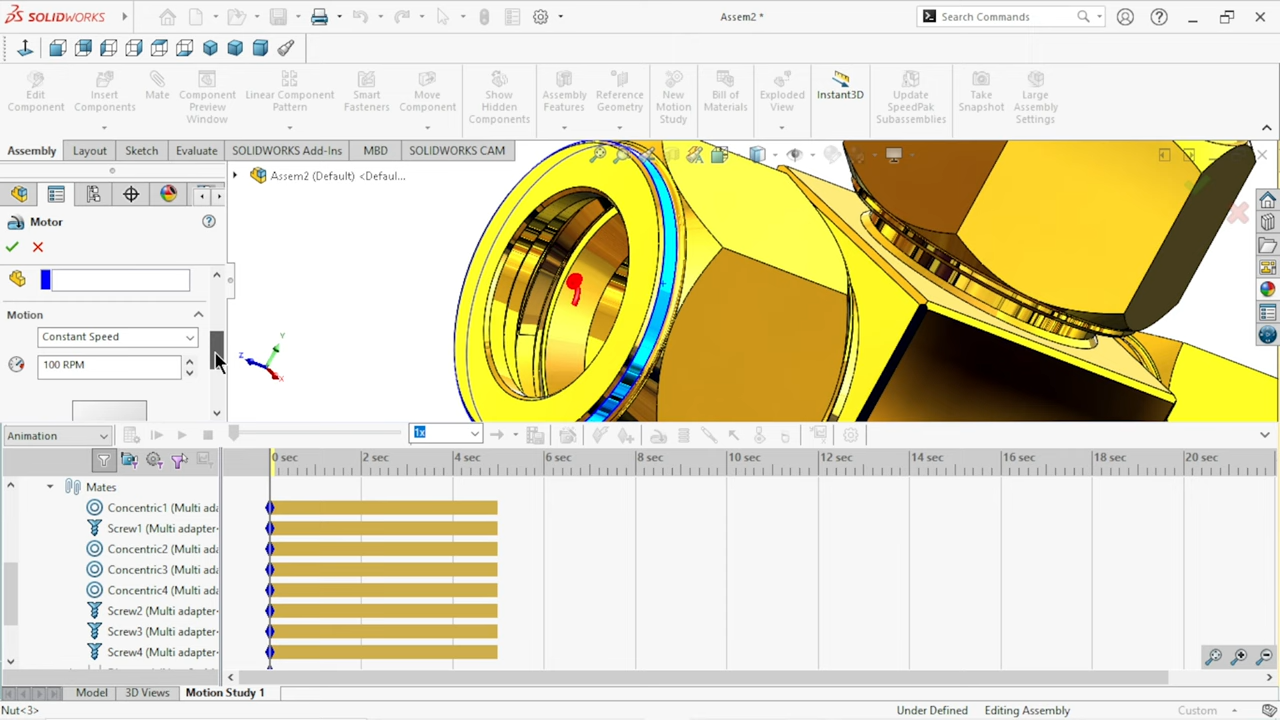 SOLIDWORKS
Assem2 *
Search Commands
Edit Component
Insert Components
Mate
Component Preview Window
Linear Component Pattern
Smart Fasteners
Move Component
Show Hidden Components
Assembly Features
Reference Geometry
New Motion Study
Bill of Materials
Exploded View
Instant3D
Update SpeedPak Subassemblies
Take Snapshot
Large Assembly Settings
Assembly
Layout
Sketch
Evaluate
SOLIDWORKS Add-Ins
MBD
SOLIDWORKS CAM
Assem2 (Default) <Defaul...
Motor
Motion
Constant Speed
100 RPM
Y
Z
X
Animation
1x
0 sec
2 sec
4 sec
6 sec
8 sec
10 sec
12 sec
14 sec
16 sec
18 sec
20 sec
Mates
Concentric1 (Multi ada
Screw1 (Multi adapter-
Concentric2 (Multi ada
Concentric3 (Multi ada
Concentric4 (Multi ada
Screw2 (Multi adapter-
Screw3 (Multi adapter-
Screw4 (Multi adapter-
Model
3D Views
Motion Study 1
Nut<3>
Under Defined
Editing Assembly
Custom